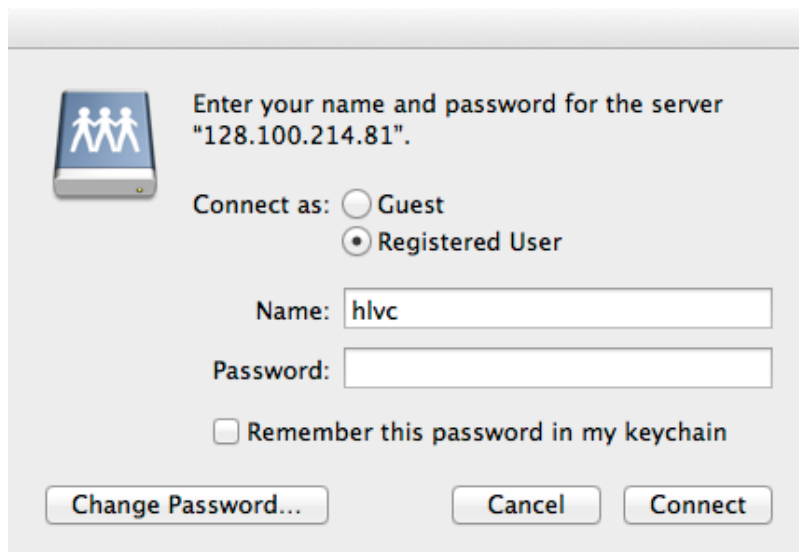 Enter your name and password for the server
“128.100.214.81”.
Connect as: Guest
Registered User
Name: hlvc
Password:
Remember this password in my keychain
Change Password... Cancel Connect